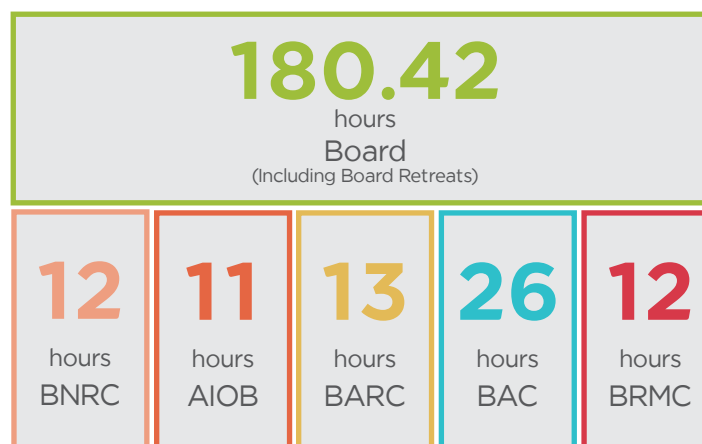 180.42
hours
Board
(Including Board Retreats)
12
hours
BNRC
11
hours
AIOB
13
hours
BARC
26
hours
BAC
12
hours
BRMC